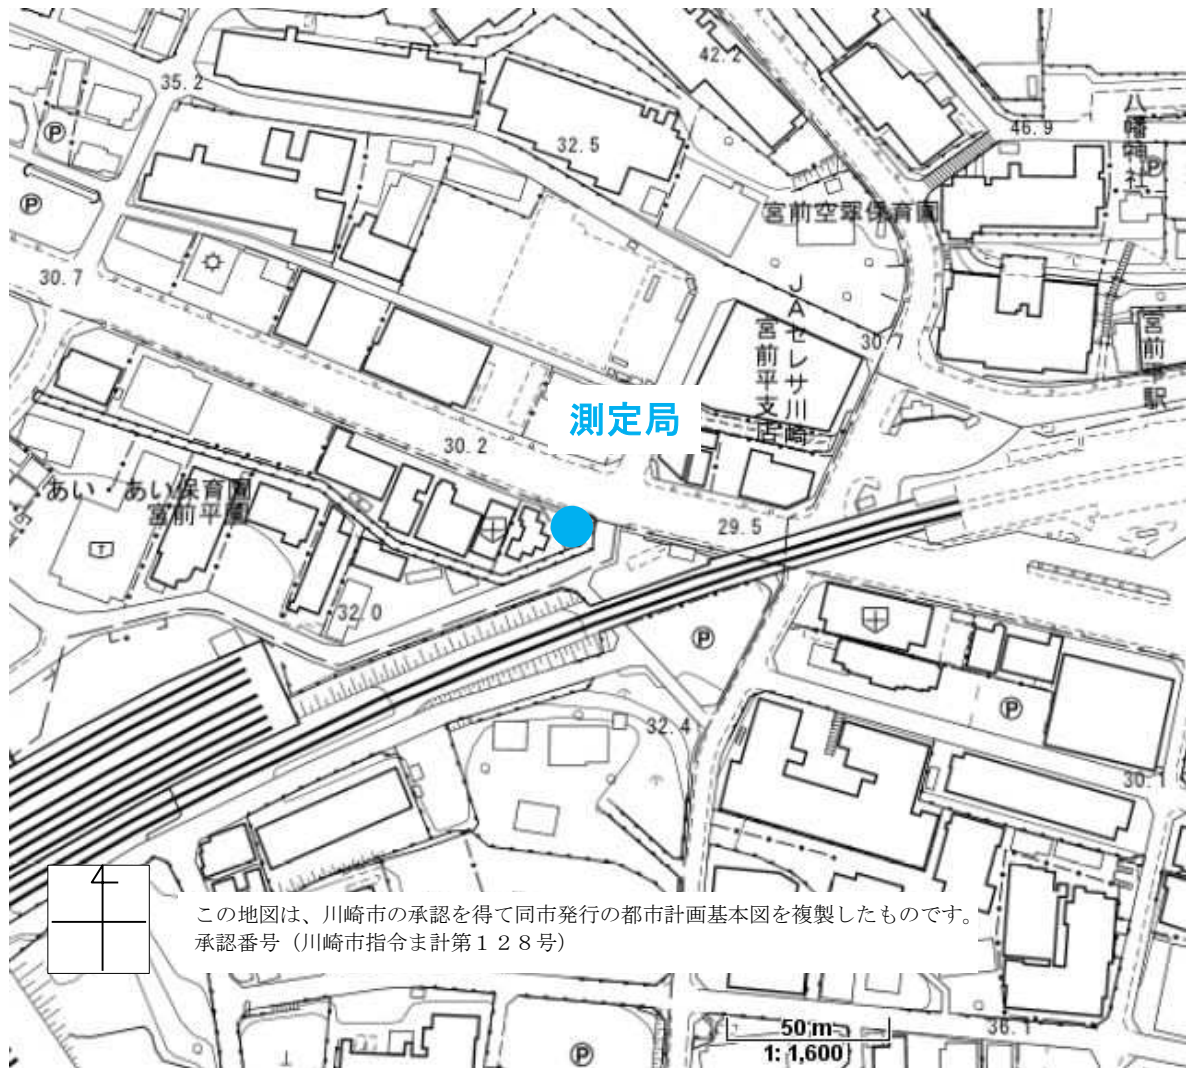 42.2
35.2
32.5
46.9
八幡神社
P
P
P
宮前空翠保育園
30.7
JAセレサ川崎
宮前平支店
30.7
宮前平駅
測定局
30.2
あい・あい保育園
宮前平園
29.5
32.0
P
32.4
P
30.1
この地図は、川崎市の承認を得て同市発行の都市計画基本図を複製したものです。
承認番号（川崎市指令ま計第128号）
50 m
1: 1,600
36.1
P